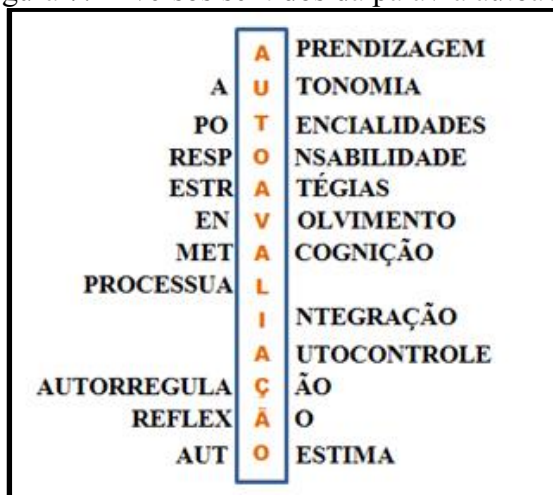 APRENDIZAGEM
AUTONOMIA
POTENCIALIDADES
RESPONSABILIDADE
ESTRATÉGIAS
ENVOLVIMENTO
METACOGNIÇÃO
PROCESSUAL
INTEGRAÇÃO
AUTOCONTROLE
AUTORREGULAÇÃO
REFLEXÃO
AUTOESTIMA